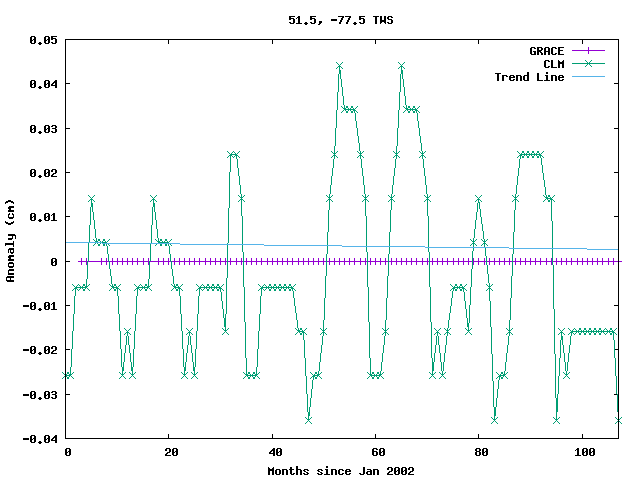 51.5, -77.5 TWS
GRACE
CLM
Trend Line
0.05
0.04
0.03
0.02
0.01
0
-0.01
-0.02
-0.03
-0.04
Anomaly (cm)
0 20 40 60 80 100
Months since Jan 2002